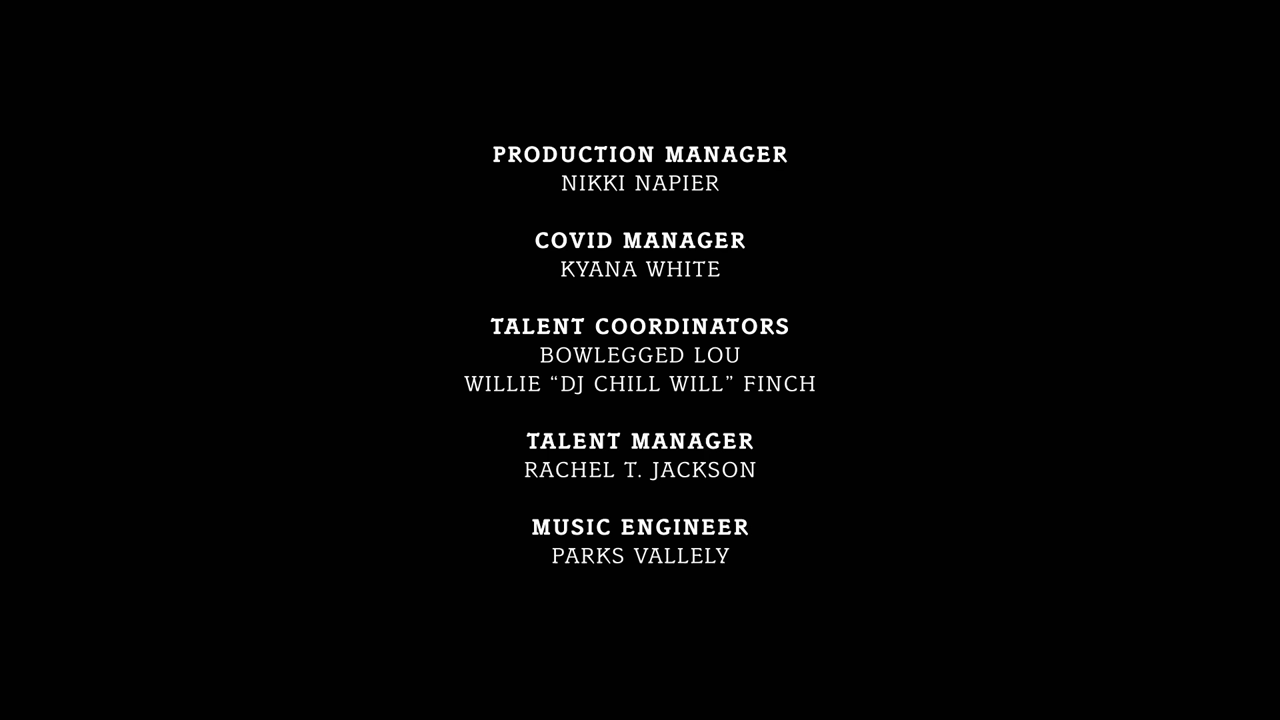 PRODUCTION MANAGER
NIKKI NAPIER
COVID MANAGER
KYANA WHITE
TALENT COORDINATORS
BOWLEGGED LOU
WILLIE “DJ CHILL WILL” FINCH
TALENT MANAGER
RACHEL T. JACKSON
MUSIC ENGINEER
PARKS VALLELY